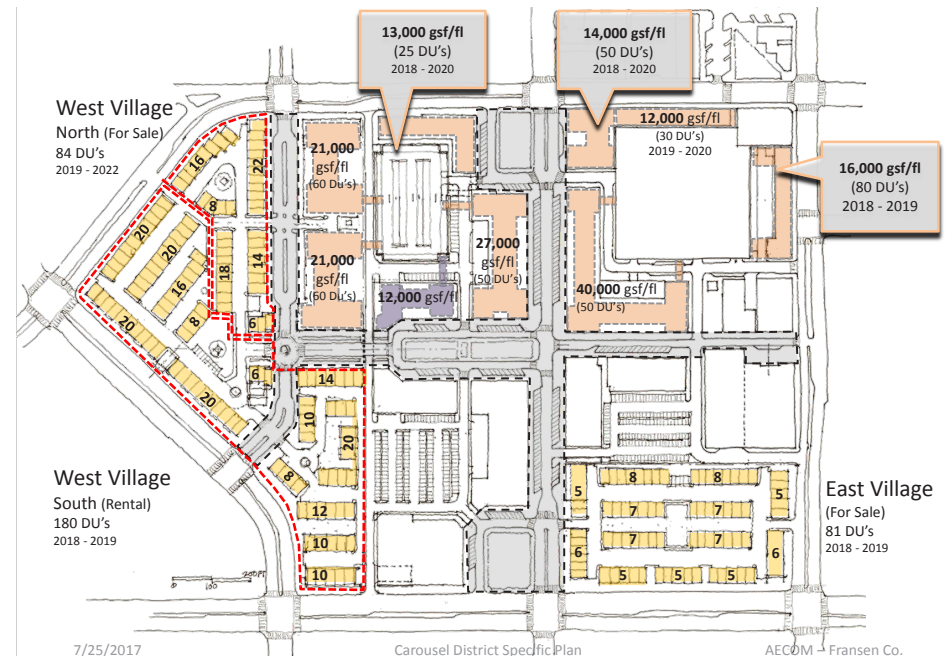 13,000 gsf/fl
(25 DU's)
2018 - 2020
14,000 gsf/fl
(50 DU's)
2018 - 2020
West Village
North (For Sale)
84 DU's
2019 - 2022
12,000 gsf/fl
(30 DU's)
2019 - 2020
16,000 gsf/fl
(80 DU's)
2018 - 2019
21,000
gsf/fl
(60 DU's)
16
22
8
20
20
18
14
16
20
8
6
21,000
gsf/fl
(60 DU's)
27,000
gsf/fl
(50 DU's)
12,000 gsf/fl
40,000 gsf/fl
(50 DU's)
6
20
14
10
20
8
12
10
10
West Village
South (Rental)
180 DU's
2018 - 2019
200FT
0
100
8
8
5
5
7
7
7
7
6
6
5
5
5
East Village
(For Sale)
81 DU's
2018 - 2019
7/25/2017
Carousel District Specific Plan
AECOM – Fransen Co.